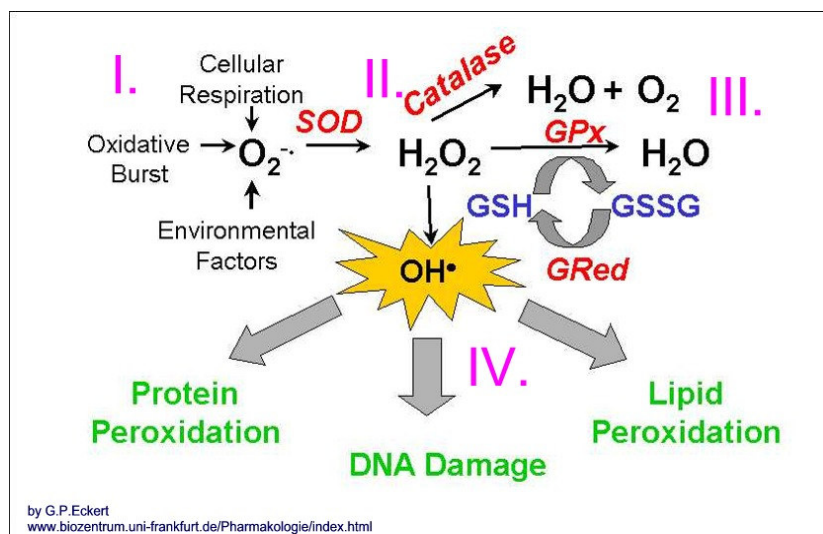 I.
Cellular
Respiration
Oxidative
Burst
O₂⁻·
Environmental
Factors
SOD
II.
H₂O₂
Catalase
H₂O + O₂
III.
GPx
H₂O
GSH
GSSG
GRed
OH•
IV.
Protein
Peroxidation
DNA Damage
Lipid
Peroxidation
by G.P.Eckert
www.biozentrum.uni-frankfurt.de/Pharmakologie/index.html